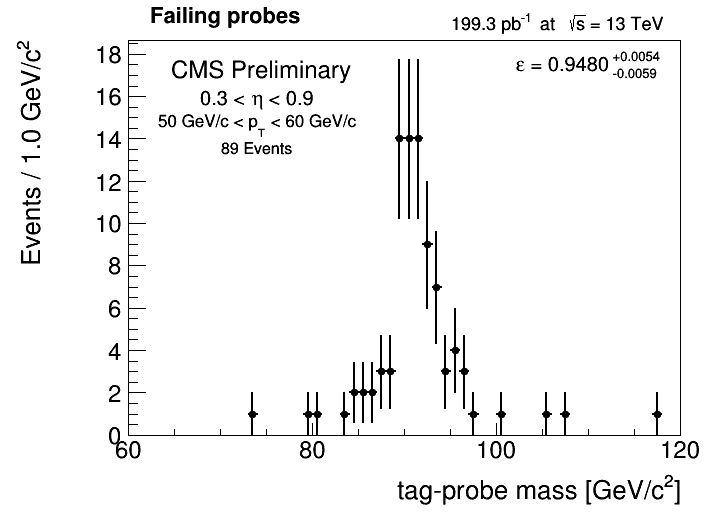 Failing probes
199.3 pb-1 at √s = 13 TeV
CMS Preliminary
ε = 0.9480 +0.0054 -0.0059
0.3 < η < 0.9
50 GeV/c < pT < 60 GeV/c
89 Events
Events / 1.0 GeV/c2
18
16
14
12
10
8
6
4
2
0
60 80 100 120
tag-probe mass [GeV/c2]